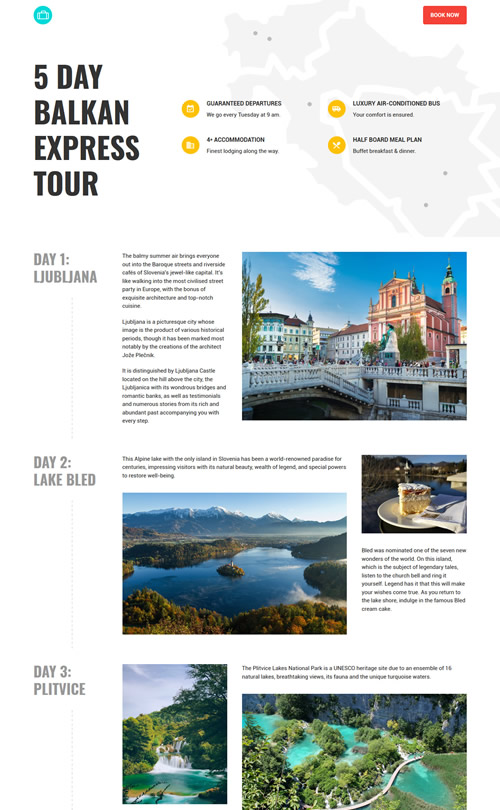 BOOK NOW
5 DAY
BALKAN
EXPRESS
TOUR
GUARANTEED DEPARTURES
We go every Tuesday at 9 am.
LUXURY AIR-CONDITIONED BUS
Your comfort is ensured.
4* ACCOMMODATION
Finest lodging along the way.
HALF BOARD MEAL PLAN
Buffet breakfast & dinner.
DAY 1:
LJUBLJANA
The balmy summer air brings everyone
out into the Baroque streets and riverside
cafés of Slovenia's jewel-like capital. It's
like walking into the most civilised street
party in Europe, with the bonus of
exquisite architecture and top-notch
cuisine.
Ljubljana is a picturesque city whose
image is the product of various historical
periods, though it has been marked most
notably by the creations of the architect
Jože Plečnik.
It is distinguished by Ljubljana Castle
located on the hill above the city, the
Ljubljanica with its wondrous bridges and
romantic banks, as well as testimonials
and numerous stories from its rich and
abundant past accompanying you with
every step.
DAY 2:
LAKE BLED
This Alpine lake with the only island in Slovenia has been a world-renowned paradise for
centuries, impressing visitors with its natural beauty, wealth of legend, and special powers
to restore well-being.
Bled was nominated one of the seven new
wonders of the world. On this island,
which is the subject of legendary tales,
listen to the church bell and ring it
yourself. Legend has it that this will make
your wishes come true. As you return to
the lake shore, indulge in the famous Bled
cream cake.
DAY 3:
PLITVICE
The Plitvice Lakes National Park is a UNESCO heritage site due to an ensemble of 16
natural lakes, breathtaking views, its fauna and the unique turquoise waters.